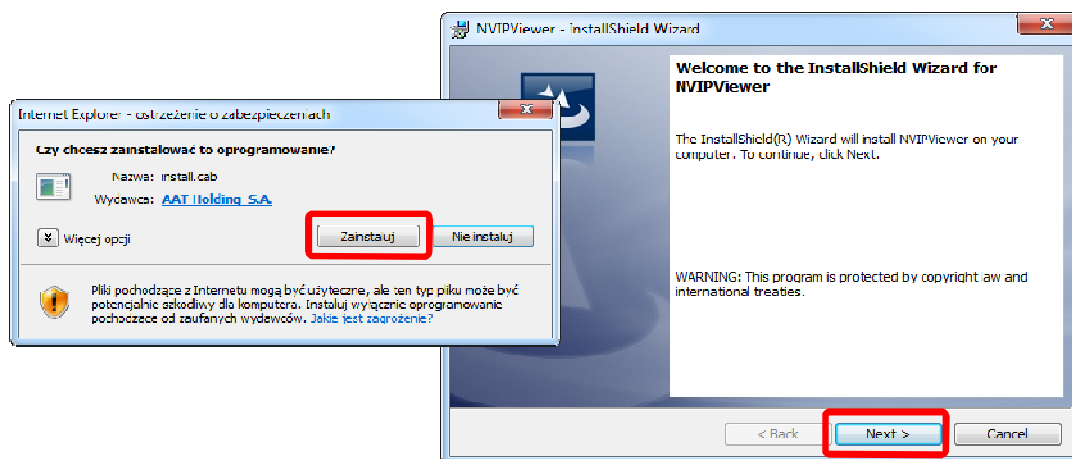 NVIPViewer - InstallShield Wizard
Welcome to the InstallShield Wizard for
NVIPViewer
The InstallShield(R) Wizard will install NVIPViewer on your
computer. To continue, click Next.
WARNING: This program is protected by copyright law and
international treaties.
< Back
Next >
Cancel
Internet Explorer - ostrzeżenie o zabezpieczeniach
Czy chcesz zainstalować to oprogramowanie?
Nazwa: install.cab
Wydawca: AAT Holding S.A.
Więcej opcji
Zainstaluj
Nie instaluj
Pliki pochodzące z Internetu mogą być użyteczne, ale ten typ pliku może być
potencjalnie szkodliwy dla komputera. Instaluj wyłącznie oprogramowanie
pochodzące od zaufanych wydawców. Jakie jest zagrożenie?